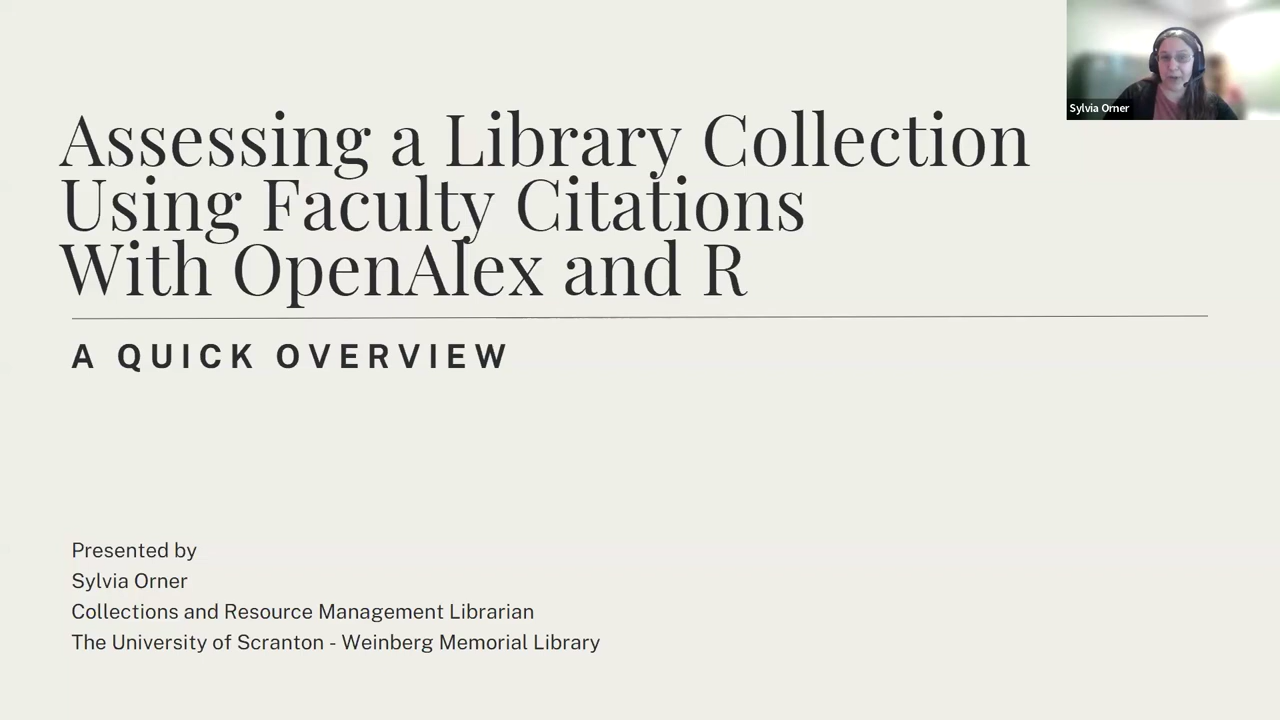 Sylvia Orner
Assessing a Library Collection
Using Faculty Citations
With OpenAlex and R
A QUICK OVERVIEW
Presented by
Sylvia Orner
Collections and Resource Management Librarian
The University of Scranton - Weinberg Memorial Library